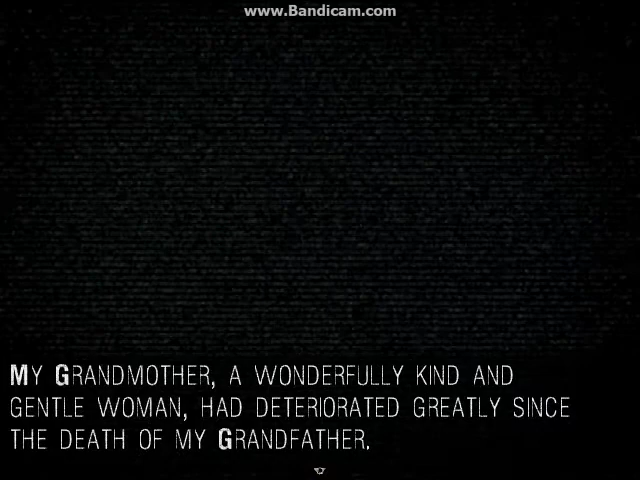 www.Bandicam.com
My Grandmother, a wonderfully kind and
gentle woman, had deteriorated greatly since
the death of my Grandfather.